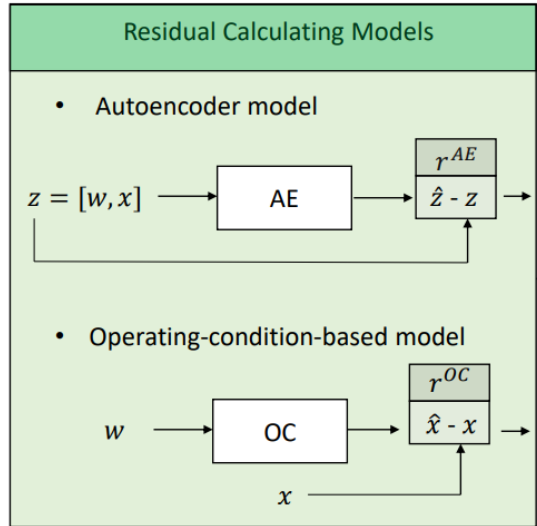 Residual Calculating Models
• Autoencoder model
r^{AE}
z = [w, x]
AE
ẑ - z
• Operating-condition-based model
r^{OC}
w
OC
x̂ - x
x